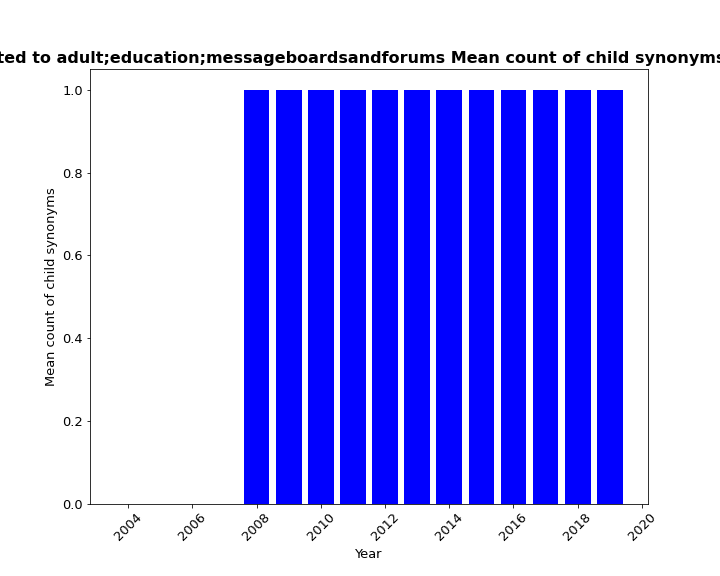 to adult;education;messageboardsandforums Mean count of child synonyms
1.0
0.8
0.6
0.4
0.2
0.0
Mean count of child synonyms
2004 2006 2008 2010 2012 2014 2016 2018 2020
Year